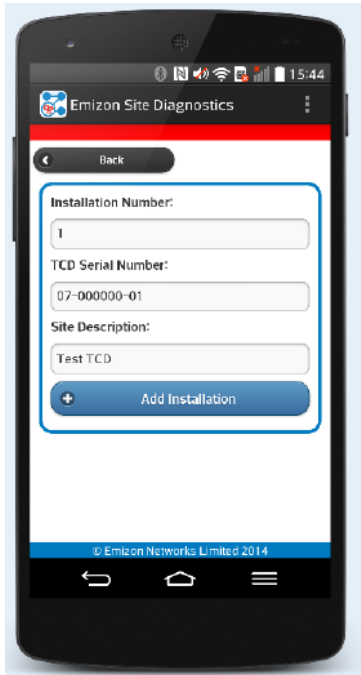 15:44
Emizon Site Diagnostics
Back
Installation Number:
1
TCD Serial Number:
07-000000-01
Site Description:
Test TCD
Add Installation
© Emizon Networks Limited 2014